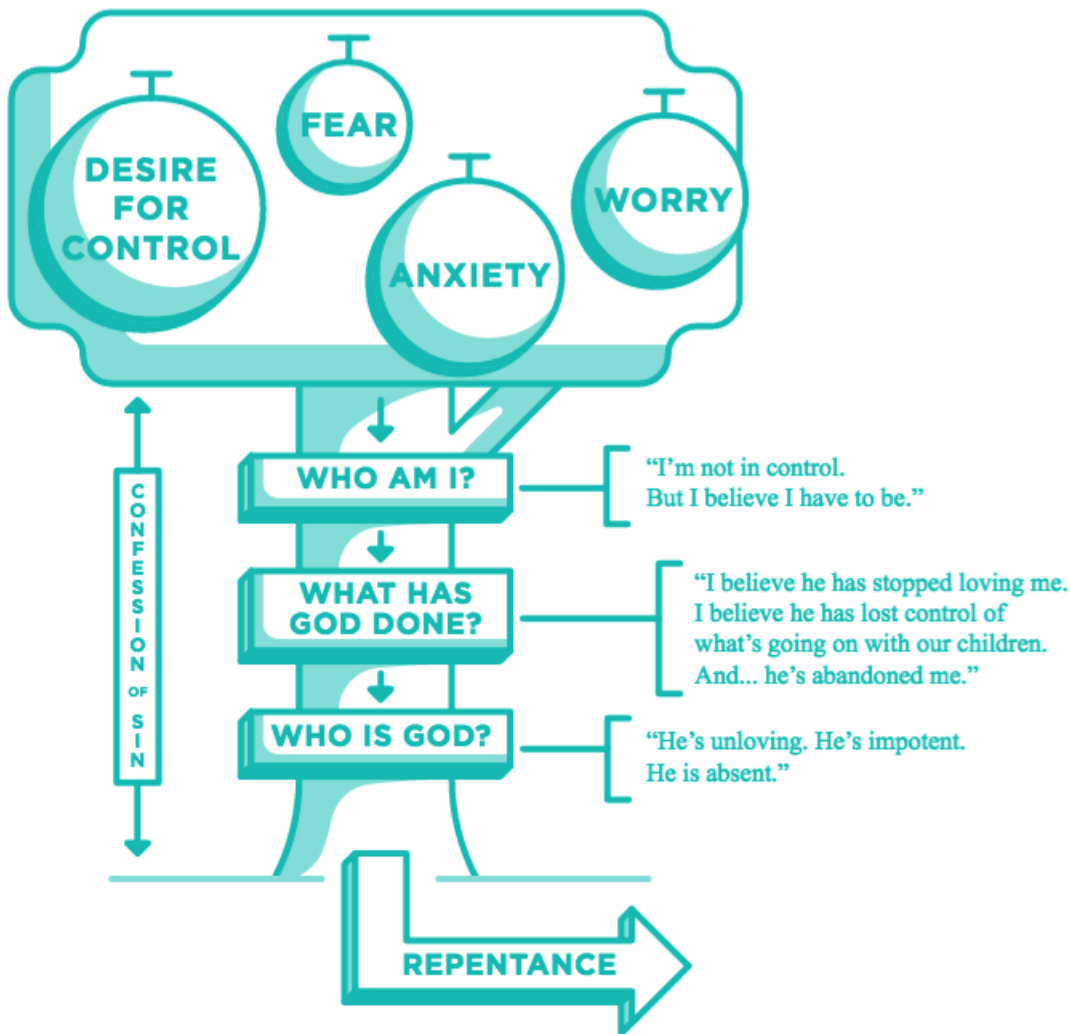 FEAR
DESIRE
FOR
CONTROL
WORRY
ANXIETY
CONFESSION OF SIN
WHO AM I?
“I’m not in control.
But I believe I have to be.”
WHAT HAS
GOD DONE?
“I believe he has stopped loving me.
I believe he has lost control of
what’s going on with our children.
And... he’s abandoned me.”
WHO IS GOD?
“He’s unloving. He’s impotent.
He is absent.”
REPENTANCE